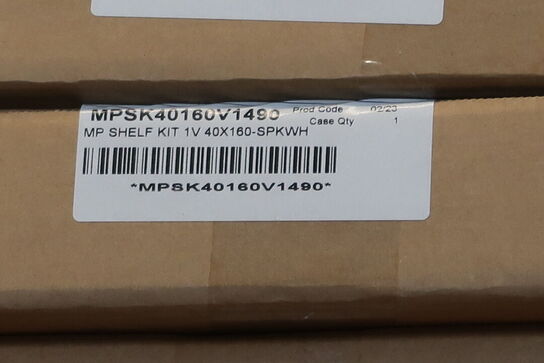 MPSK40160V1490 Prod Code 02/23
Case Qty 1
MP SHELF KIT 1V 40X160-SPKWH
*MPSK40160V1490*